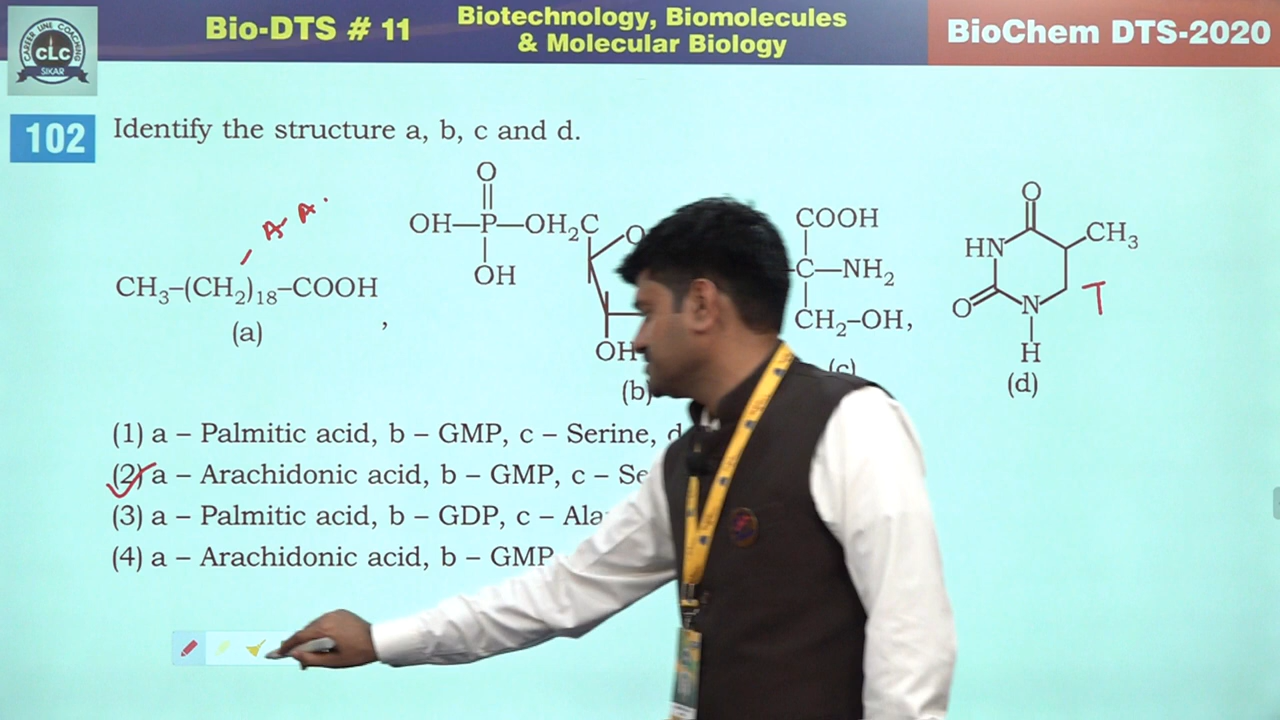 Bio-DTS # 11
Biotechnology, Biomolecules
& Molecular Biology
BioChem DTS-2020
CAREER LINE COACHING
CLC
SIKAR
102
Identify the structure a, b, c and d.
A. A.
CH₃–(CH₂)₁₈–COOH
(a)
,
O
OH—P—OH₂C
O
OH
OH
(b)
COOH
C—NH₂
CH₂–OH,
(c)
O
HN
CH₃
O
N
H
T
(d)
(1) a – Palmitic acid, b – GMP, c – Serine, d
(2) a – Arachidonic acid, b – GMP, c – Se
(3) a – Palmitic acid, b – GDP, c – Ala
(4) a – Arachidonic acid, b – GMP